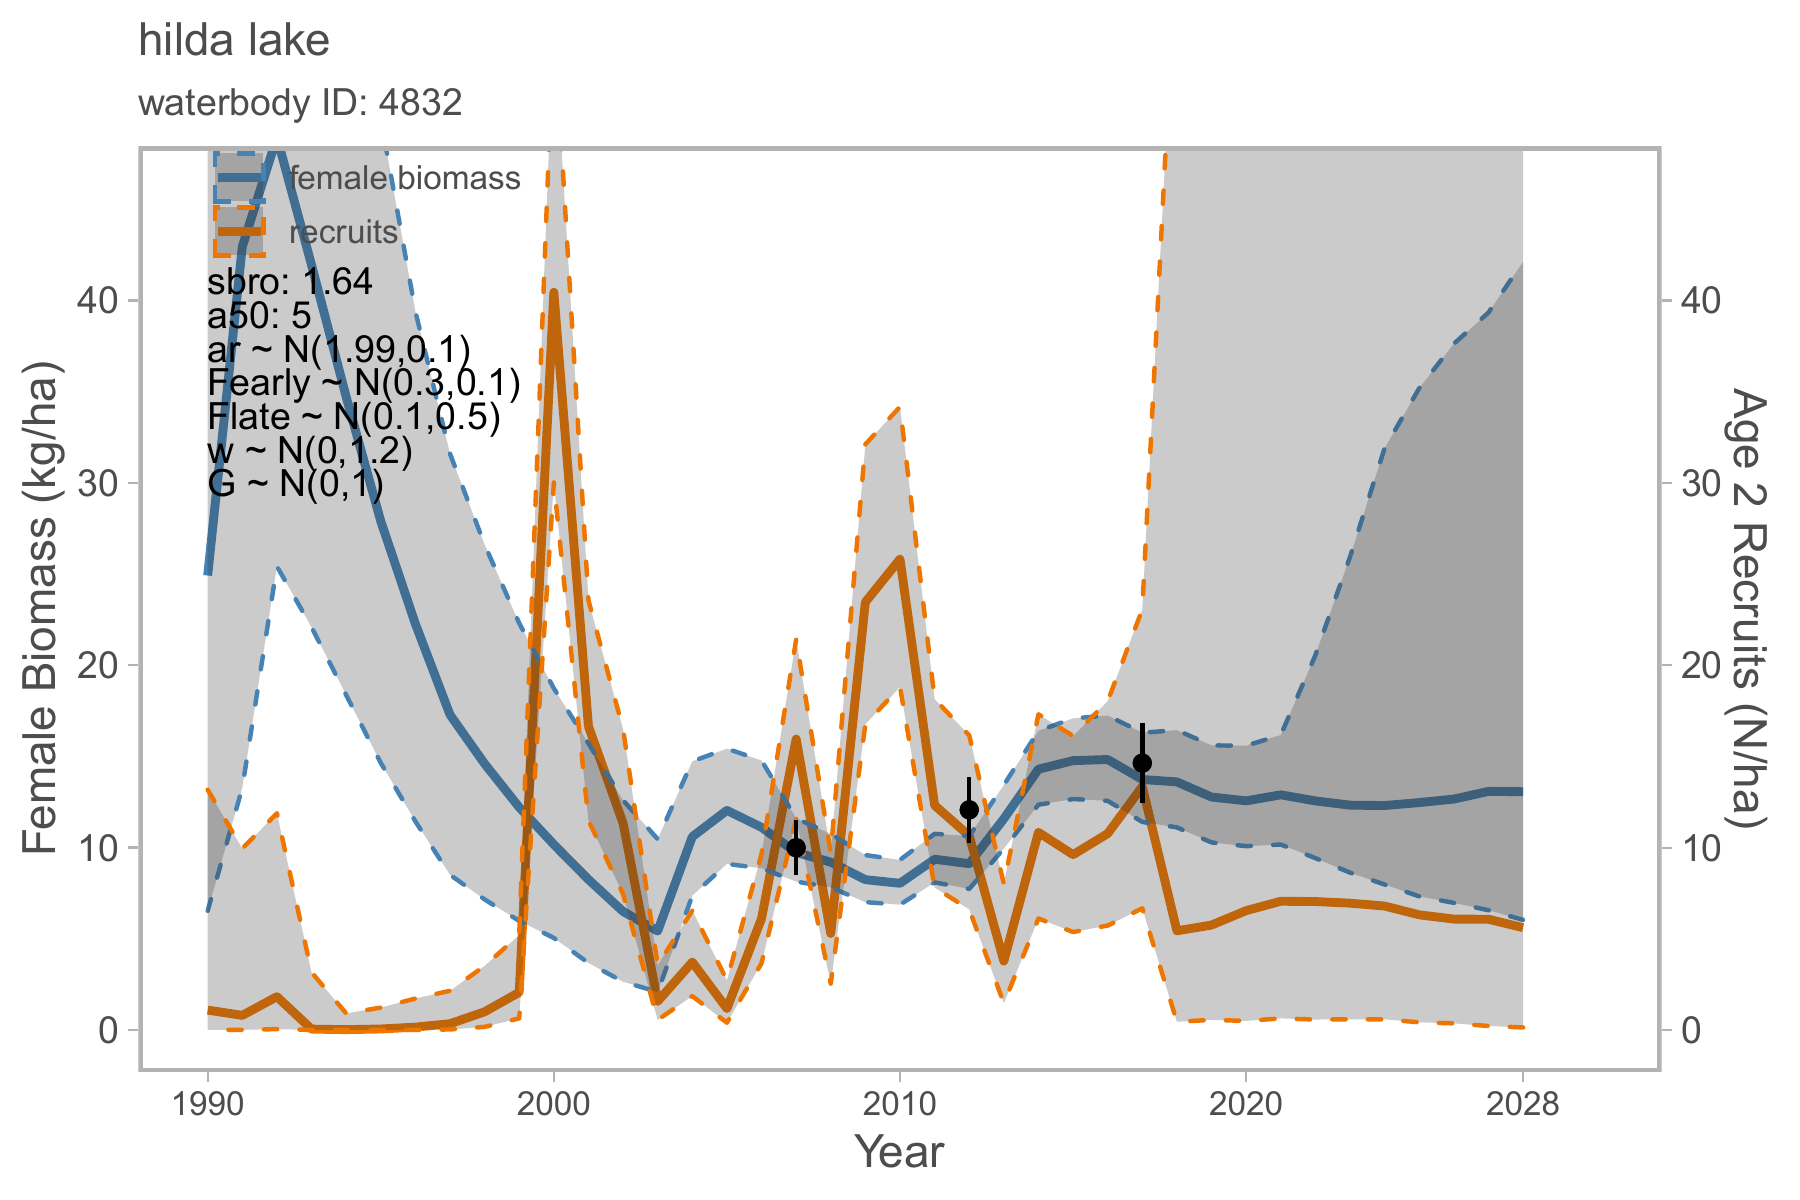 hilda lake
waterbody ID: 4832
female biomass
recruits
sbro: 1.64
a50: 5
ar ~ N(1.99,0.1)
Fearly ~ N(0.3,0.1)
Flate ~ N(0.1,0.5)
w ~ N(0,1.2)
G ~ N(0,1)
Female Biomass (kg/ha)
40
30
20
10
0
Age 2 Recruits (N/ha)
40
30
20
10
0
1990
2000
2010
2020
2028
Year